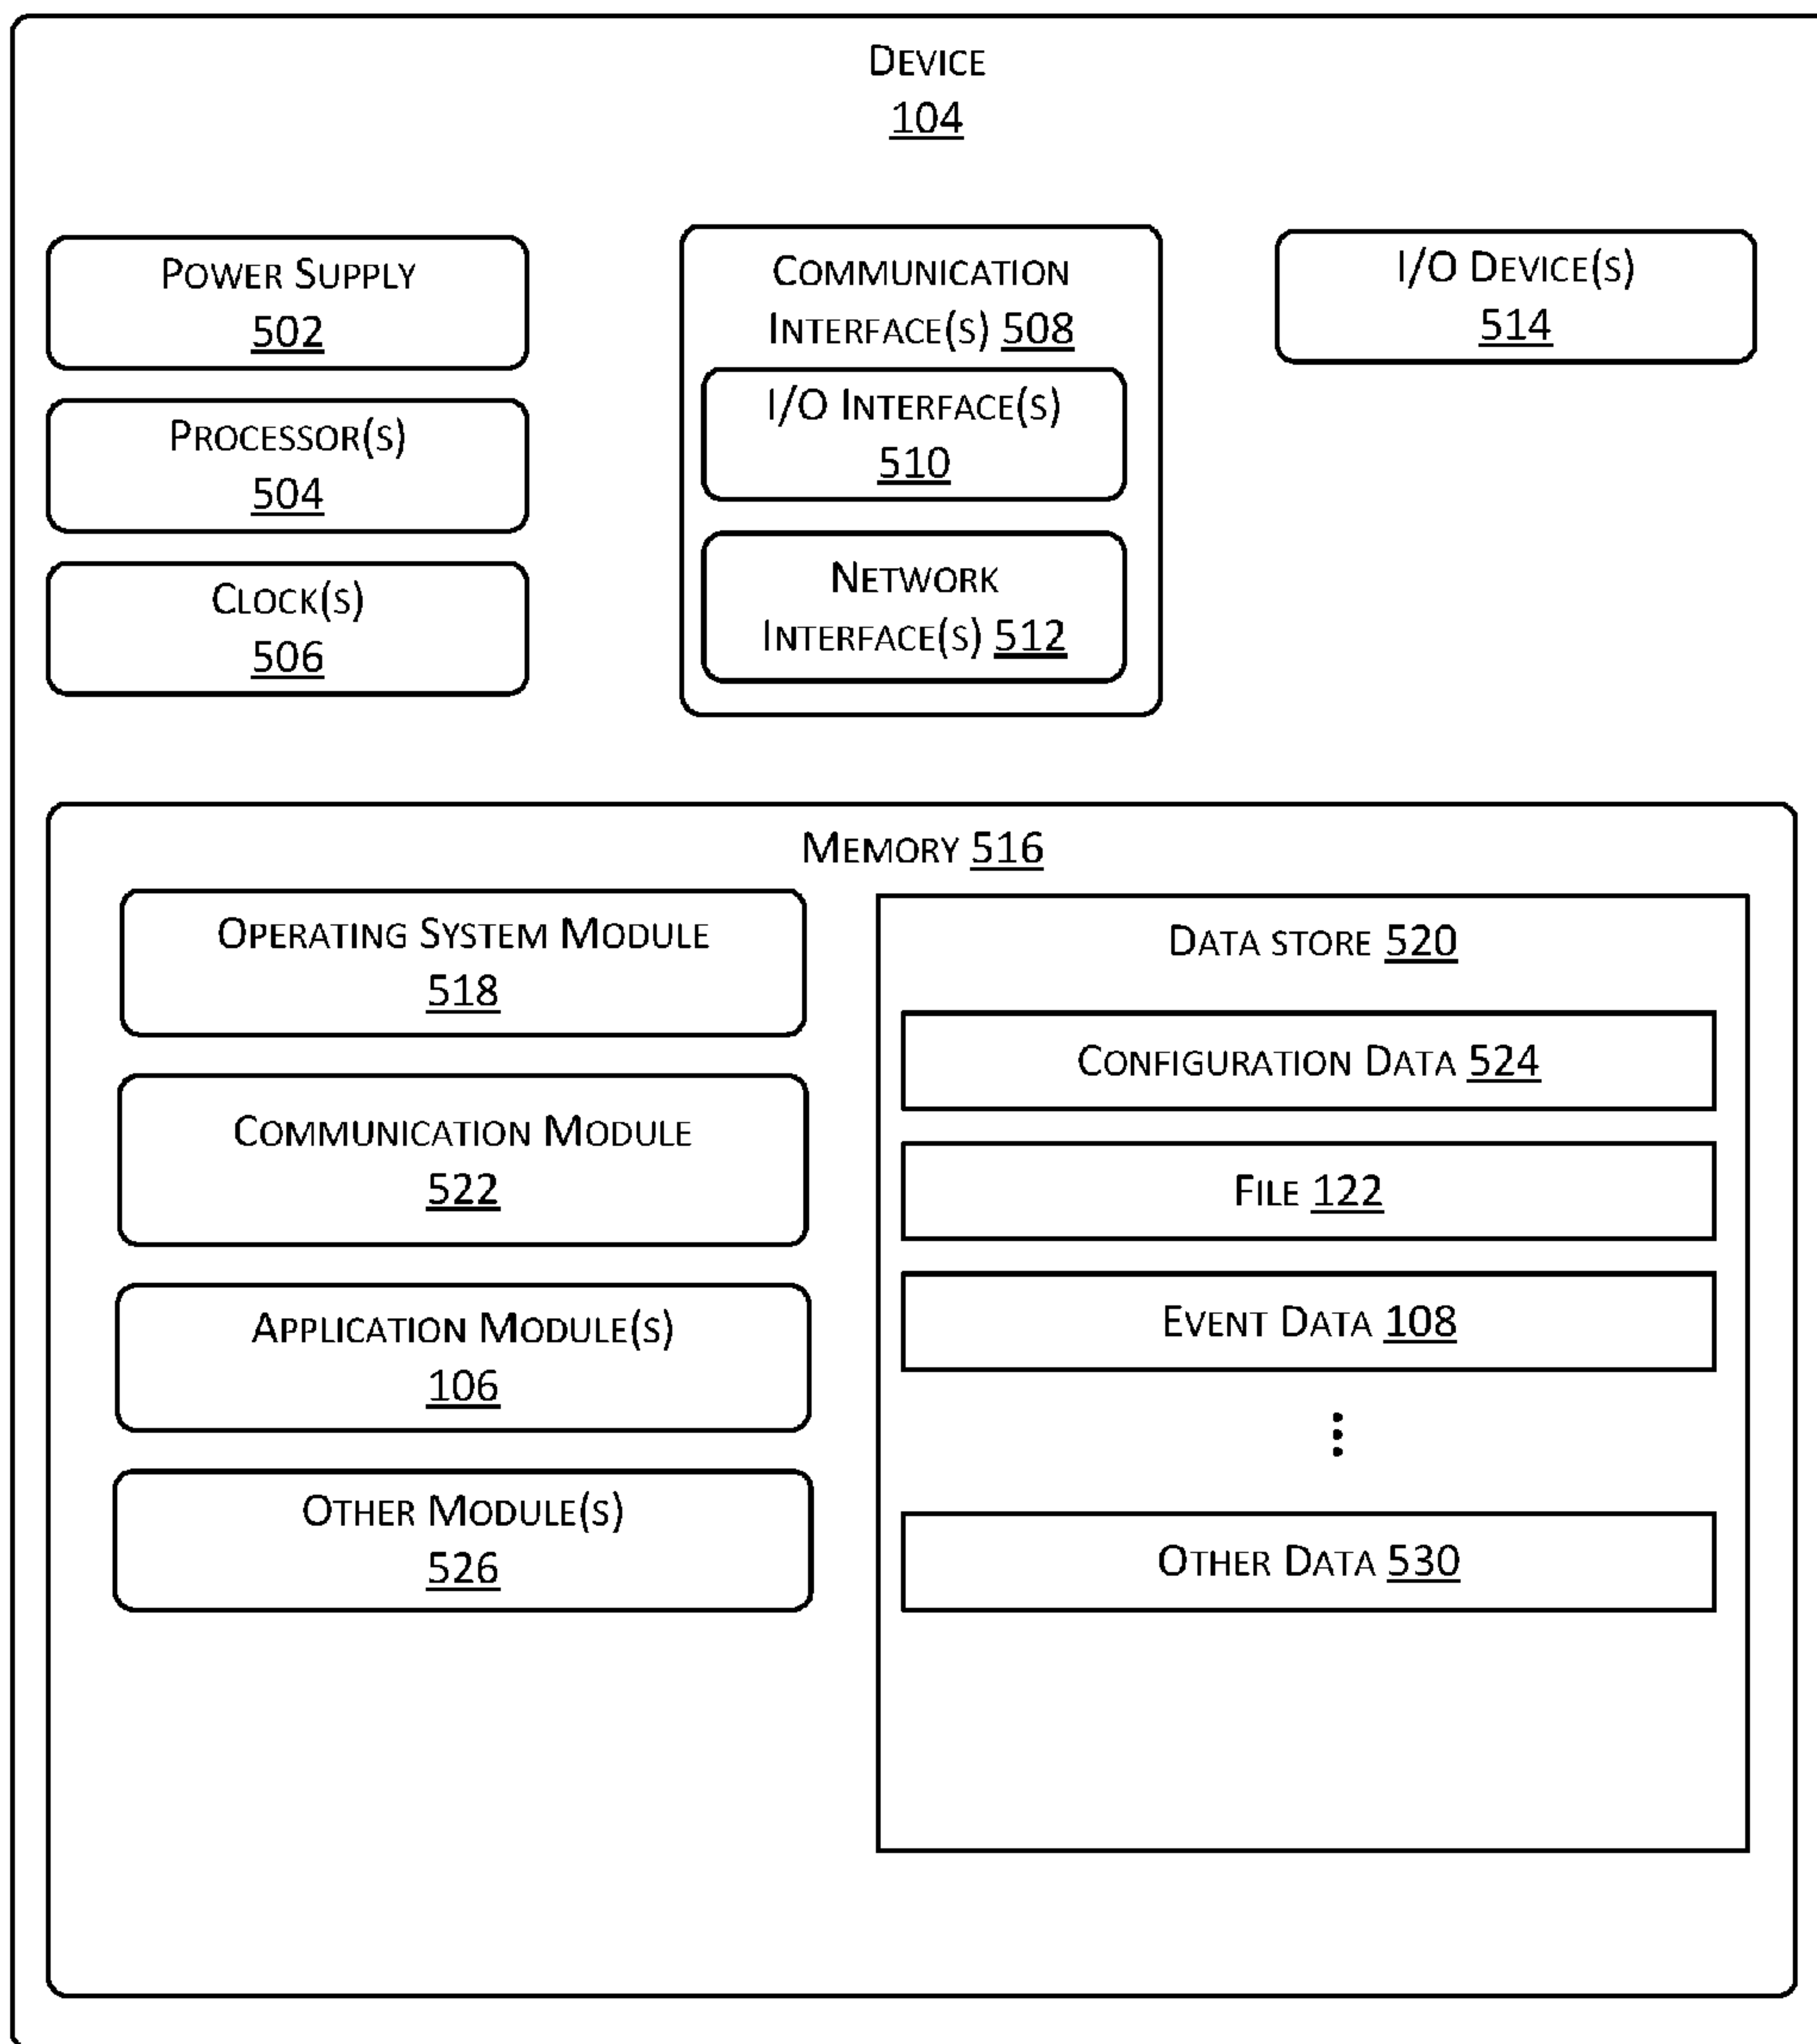 Device
104
Power Supply
502
Processor(s)
504
Clock(s)
506
Communication
Interface(s) 508
I/O Interface(s)
510
Network
Interface(s) 512
I/O Device(s)
514
Memory 516
Operating System Module
518
Communication Module
522
Application Module(s)
106
Other Module(s)
526
Data store 520
Configuration Data 524
File 122
Event Data 108
Other Data 530